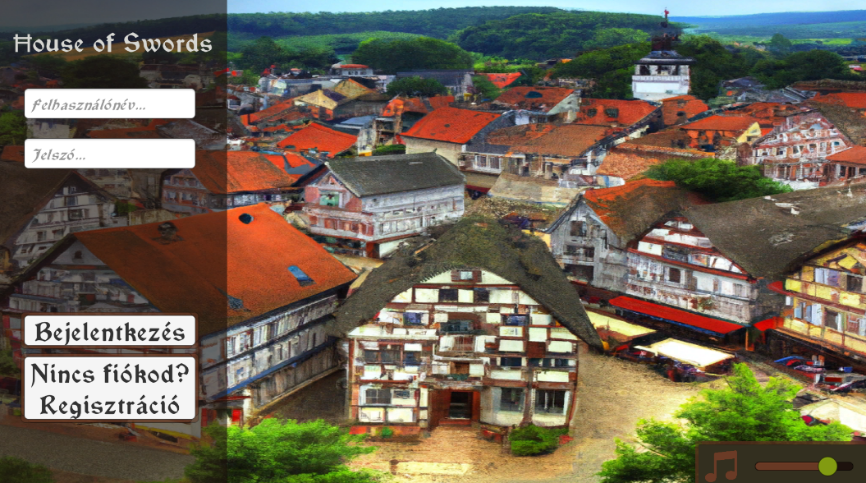 House of Swords
Felhasználónév...
Jelszó...
Bejelentkezés
Nincs fiókod?
Regisztráció